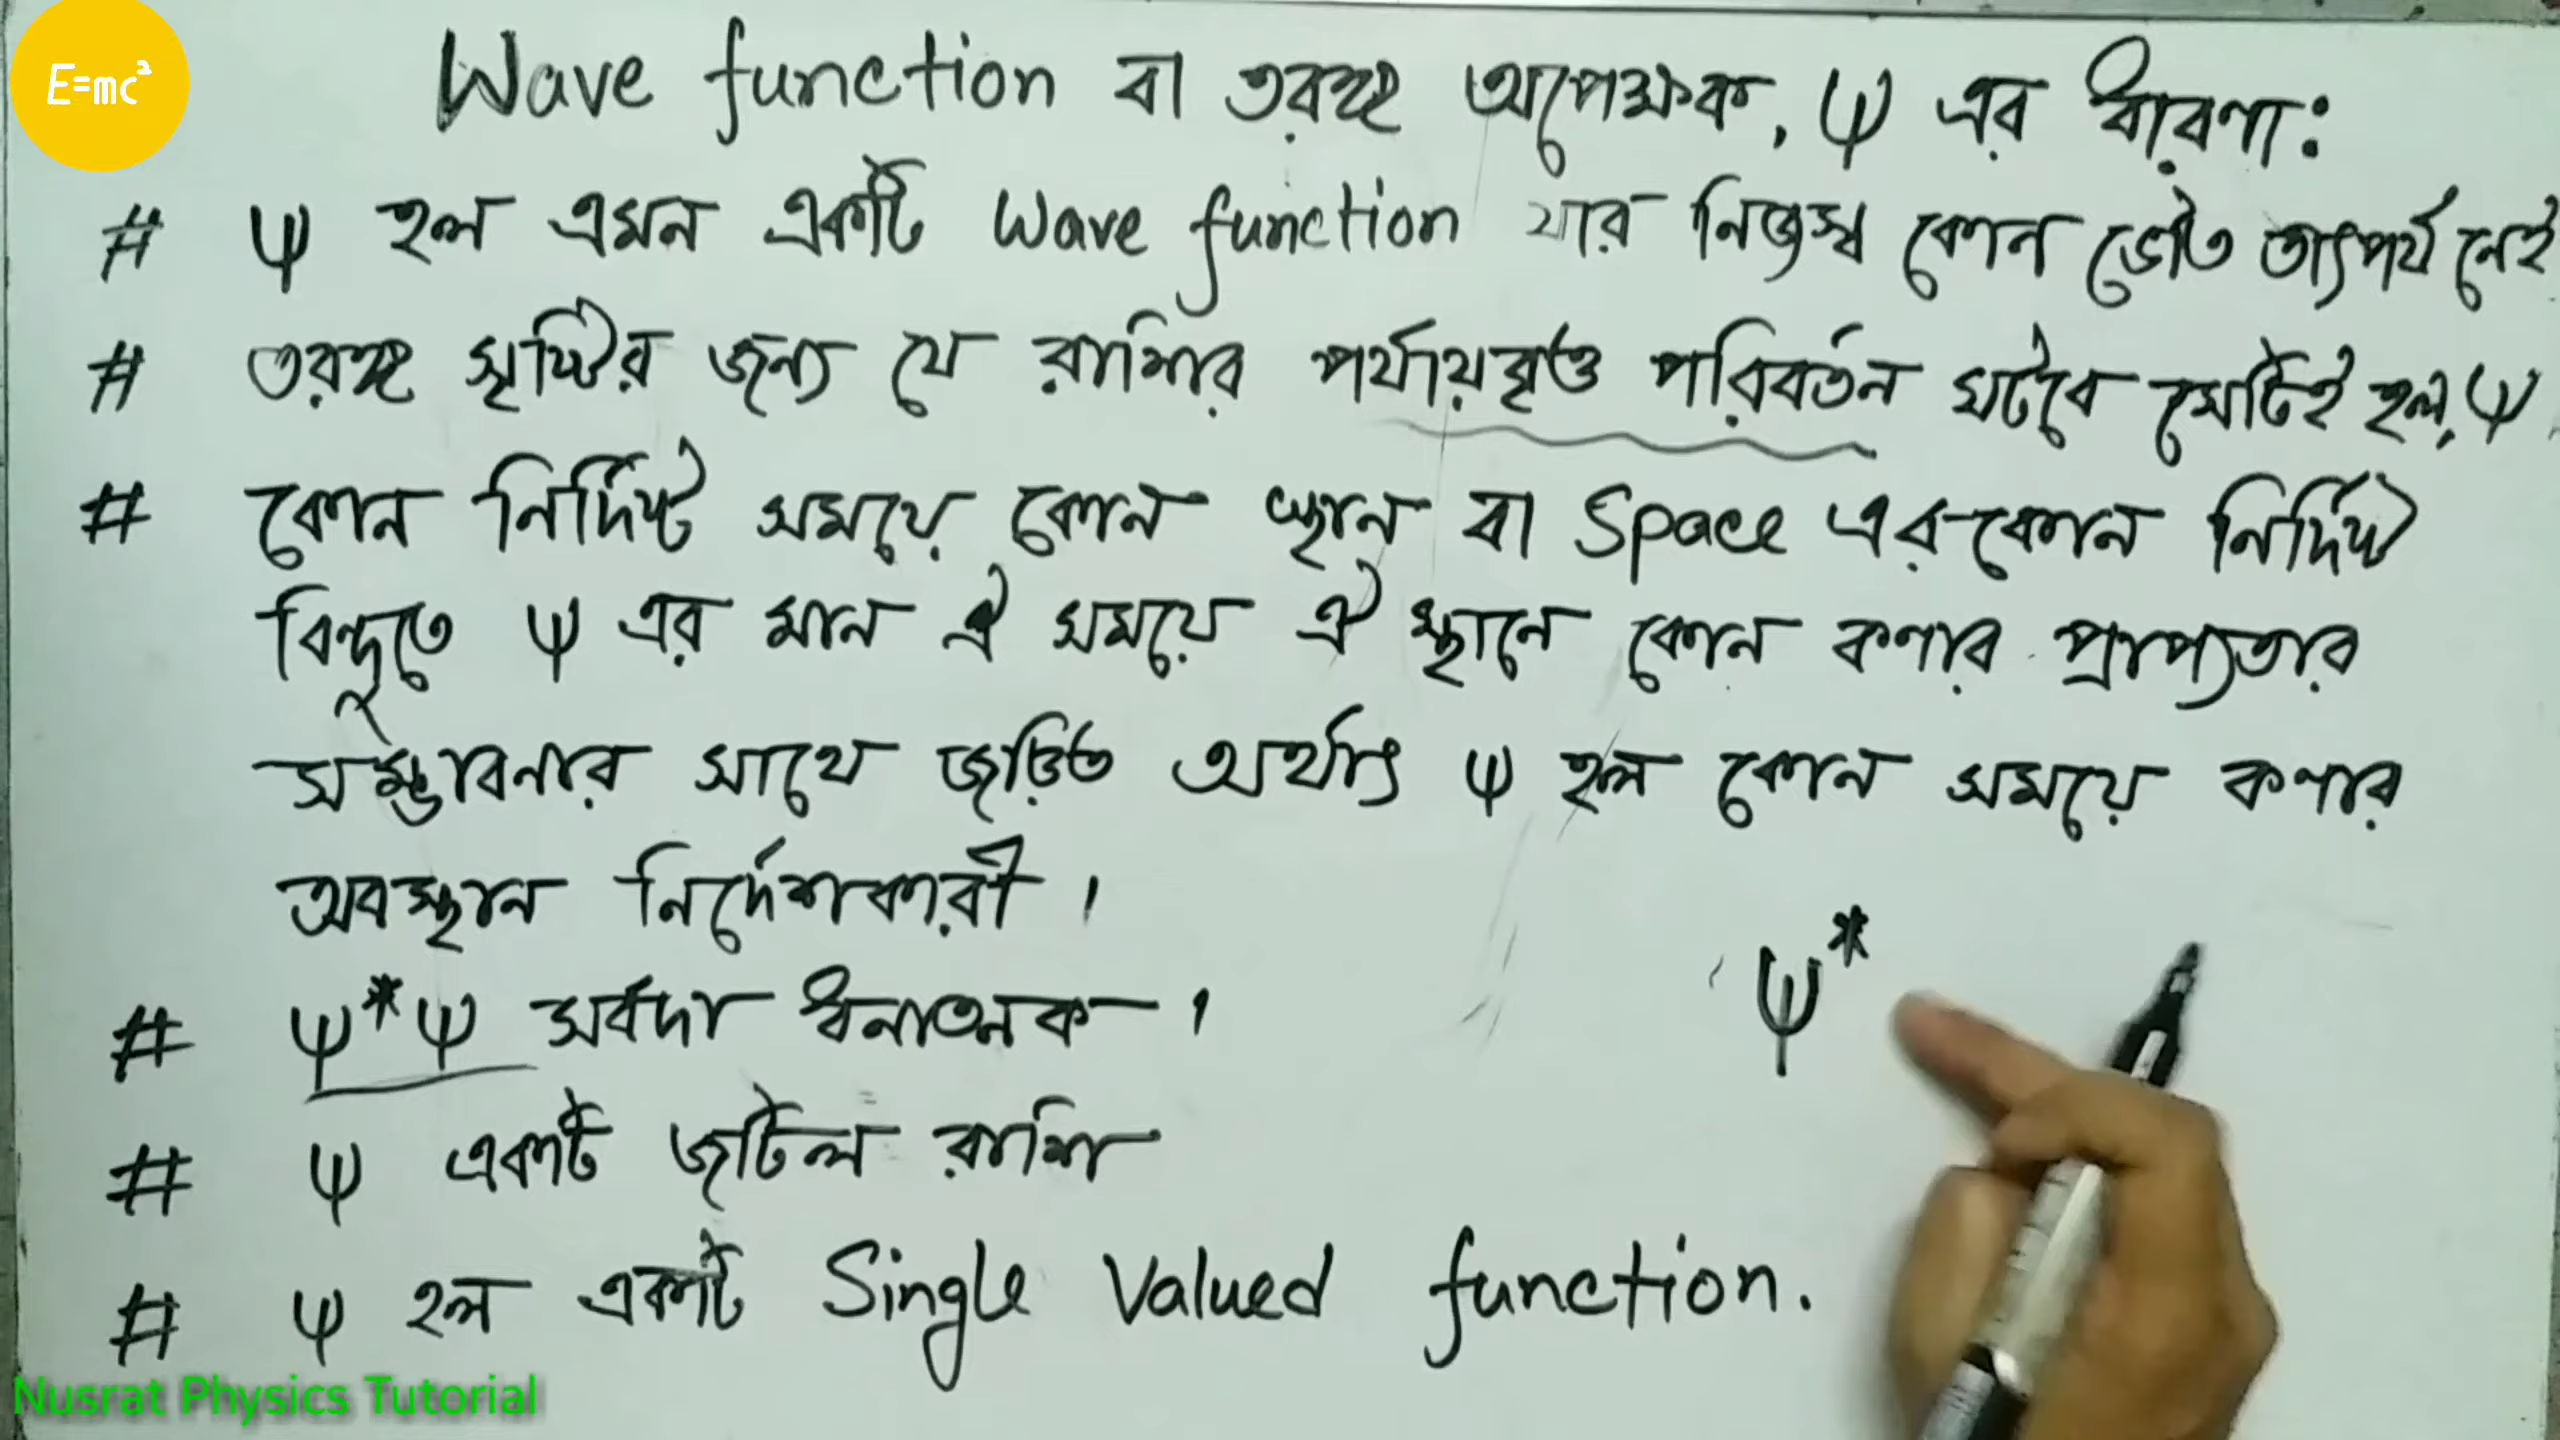 E=mc²
Wave function বা তরঙ্গ অপেক্ষক, ψ এর ধারণা:
# ψ হল এমন একটি Wave function যার নিজস্ব কোন ভৌত তাৎপর্য নেই
# তরঙ্গ সৃষ্টির জন্য যে রাশির পর্যায়বৃত্ত পরিবর্তন ঘটবে সেটিই হল, ψ
# কোন নির্দিষ্ট সময়ে কোন স্থান বা Space এর কোন নির্দিষ্ট
বিন্দুতে ψ এর মান ঐ সময়ে ঐ স্থানে কোন কণার প্রাপ্যতার
সম্ভাবনার সাথে জড়িত অর্থাৎ ψ হল কোন সময়ে কণার
অবস্থান নির্দেশকারী।
ψ*
# ψ*ψ সর্বদা ধনাত্নক।
# ψ একটি জটিল রাশি
# ψ হল একটি Single Valued function.
Nusrat Physics Tutorial